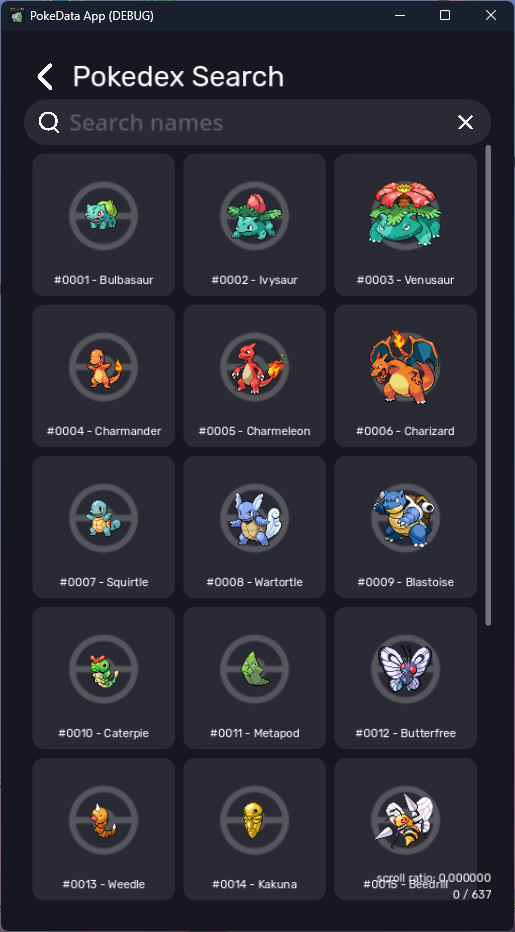 PokeData App (DEBUG)
Pokedex Search
Search names
#0001 - Bulbasaur
#0002 - Ivysaur
#0003 - Venusaur
#0004 - Charmander
#0005 - Charmeleon
#0006 - Charizard
#0007 - Squirtle
#0008 - Wartortle
#0009 - Blastoise
#0010 - Caterpie
#0011 - Metapod
#0012 - Butterfree
scroll ratio: 0.000000
#0013 - Weedle
#0014 - Kakuna
#0015 - Beedrill
0 / 637